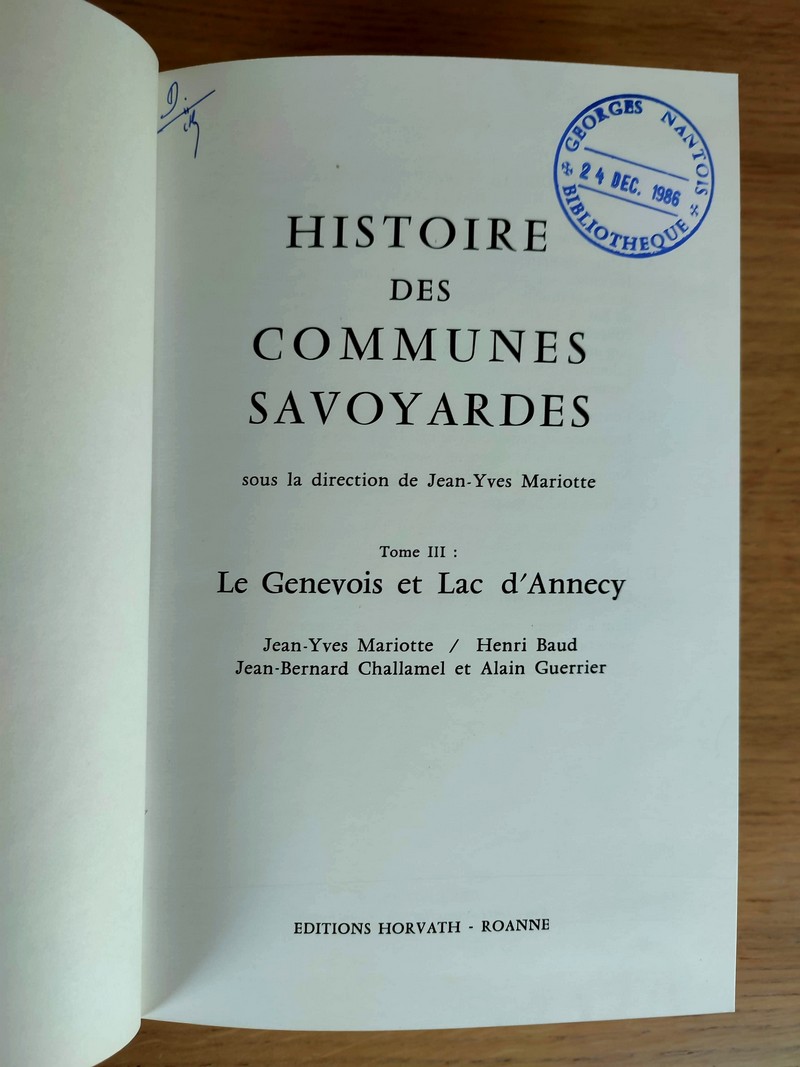 GEORGES NANTOIS
24 DEC. 1986
BIBLIOTHEQUE
HISTOIRE
DES
COMMUNES
SAVOYARDES
sous la direction de Jean-Yves Mariotte
Tome III :
Le Genevois et Lac d'Annecy
Jean-Yves Mariotte / Henri Baud
Jean-Bernard Challamel et Alain Guerrier
EDITIONS HORVATH - ROANNE